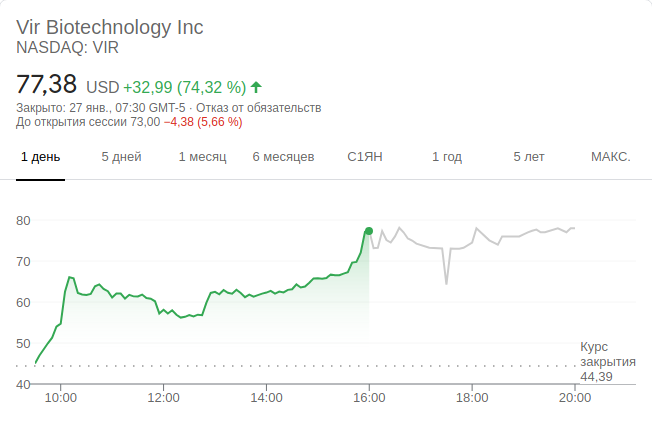 Vir Biotechnology Inc
NASDAQ: VIR
77,38 USD +32,99 (74,32 %)
Закрыто: 27 янв., 07:30 GMT-5 · Отказ от обязательств
До открытия сессии 73,00 −4,38 (5,66 %)
1 день 5 дней 1 месяц 6 месяцев С1ЯН 1 год 5 лет МАКС.
80
70
60
50
Курс
закрытия
44,39
40
10:00 12:00 14:00 16:00 18:00 20:00